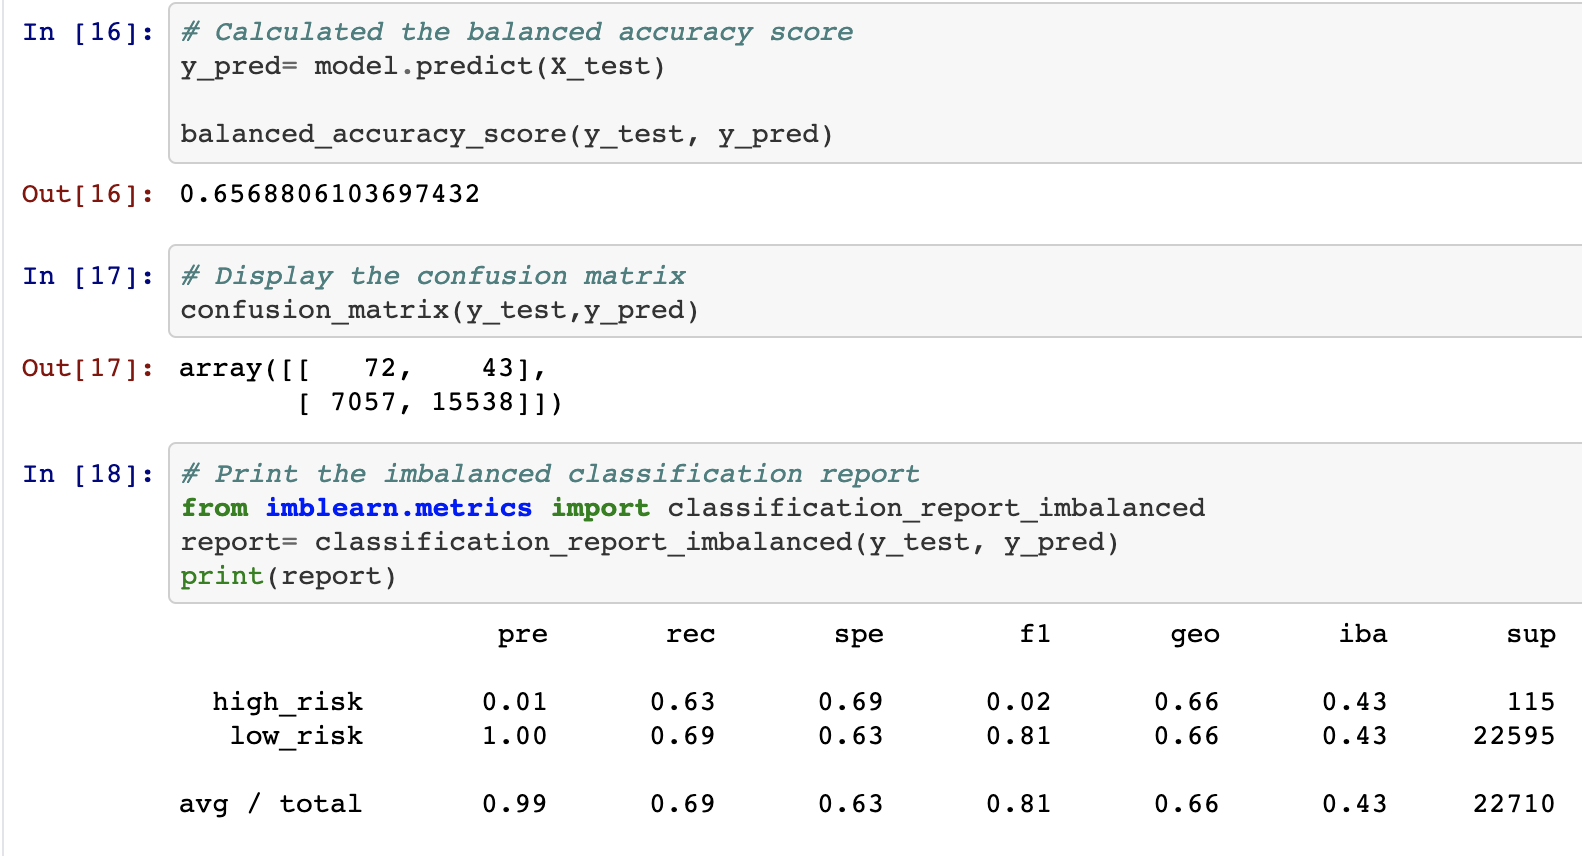 In [16]: # Calculated the balanced accuracy score
y_pred= model.predict(X_test)
balanced_accuracy_score(y_test, y_pred)
Out[16]: 0.6568806103697432
In [17]: # Display the confusion matrix
confusion_matrix(y_test,y_pred)
Out[17]: array([[   72,    43],
       [ 7057, 15538]])
In [18]: # Print the imbalanced classification report
from imblearn.metrics import classification_report_imbalanced
report= classification_report_imbalanced(y_test, y_pred)
print(report)
pre rec spe f1 geo iba sup
high_risk 0.01 0.63 0.69 0.02 0.66 0.43 115
low_risk 1.00 0.69 0.63 0.81 0.66 0.43 22595
avg / total 0.99 0.69 0.63 0.81 0.66 0.43 22710